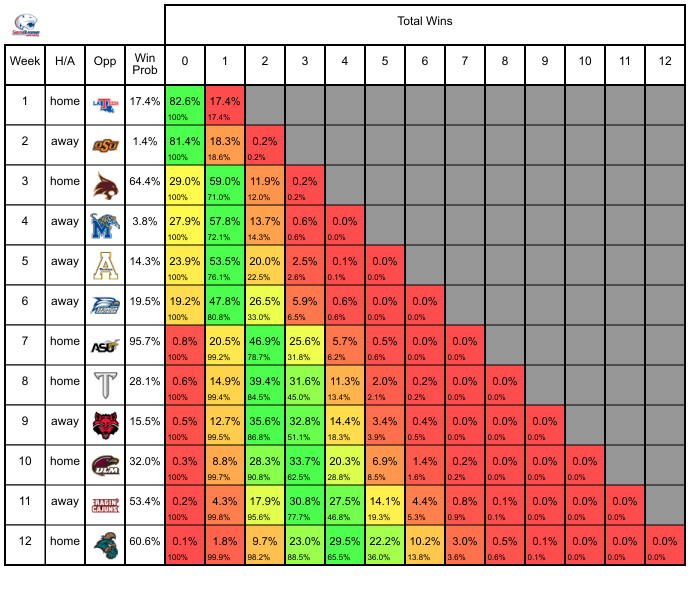 Total Wins
Week H/A Opp Win Prob 0 1 2 3 4 5 6 7 8 9 10 11 12
1 home LA TECH 17.4% 82.6% 17.4%
100% 17.4%
2 away OSU 1.4% 81.4% 18.3% 0.2%
100% 18.6% 0.2%
3 home 64.4% 29.0% 59.0% 11.9% 0.2%
100% 71.0% 12.0% 0.2%
4 away M 3.8% 27.9% 57.8% 13.7% 0.6% 0.0%
100% 72.1% 14.3% 0.6% 0.0%
5 away A 14.3% 23.9% 53.5% 20.0% 2.5% 0.1% 0.0%
100% 76.1% 22.5% 2.6% 0.1% 0.0%
6 away 19.5% 19.2% 47.8% 26.5% 5.9% 0.6% 0.0% 0.0%
100% 80.8% 33.0% 6.5% 0.6% 0.0% 0.0%
7 home ASU 95.7% 0.8% 20.5% 46.9% 25.6% 5.7% 0.5% 0.0% 0.0%
100% 99.2% 78.7% 31.8% 6.2% 0.6% 0.0% 0.0%
8 home T 28.1% 0.6% 14.9% 39.4% 31.6% 11.3% 2.0% 0.2% 0.0% 0.0%
100% 99.4% 84.5% 45.0% 13.4% 2.1% 0.2% 0.0% 0.0%
9 away 15.5% 0.5% 12.7% 35.6% 32.8% 14.4% 3.4% 0.4% 0.0% 0.0% 0.0%
100% 99.5% 86.8% 51.1% 18.3% 3.9% 0.5% 0.0% 0.0% 0.0%
10 home ULM 32.0% 0.3% 8.8% 28.3% 33.7% 20.3% 6.9% 1.4% 0.2% 0.0% 0.0% 0.0%
100% 99.7% 90.8% 62.5% 28.8% 8.5% 1.6% 0.2% 0.0% 0.0% 0.0%
11 away RAGIN CAJUNS 53.4% 0.2% 4.3% 17.9% 30.8% 27.5% 14.1% 4.4% 0.8% 0.1% 0.0% 0.0% 0.0%
100% 99.8% 95.6% 77.7% 46.8% 19.3% 5.3% 0.9% 0.1% 0.0% 0.0% 0.0%
12 home 60.6% 0.1% 1.8% 9.7% 23.0% 29.5% 22.2% 10.2% 3.0% 0.5% 0.1% 0.0% 0.0% 0.0%
100% 99.9% 98.2% 88.5% 65.5% 36.0% 13.8% 3.6% 0.6% 0.1% 0.0% 0.0% 0.0%